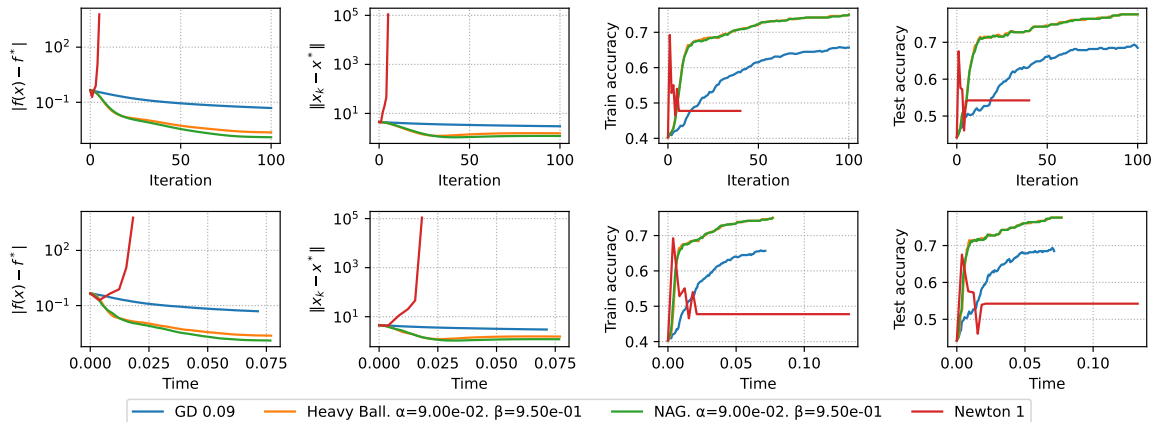 |f(x) − f*|
10²
10⁻¹
0 50 100
Iteration
‖x_k − x*‖
10⁵
10³
10¹
0 50 100
Iteration
Train accuracy
0.7
0.6
0.5
0.4
0 50 100
Iteration
Test accuracy
0.7
0.6
0.5
0 50 100
Iteration
|f(x) − f*|
10²
10⁻¹
0.000 0.025 0.050 0.075
Time
‖x_k − x*‖
10⁵
10³
10¹
0.000 0.025 0.050 0.075
Time
Train accuracy
0.7
0.6
0.5
0.4
0.00 0.05 0.10
Time
Test accuracy
0.7
0.6
0.5
0.00 0.05 0.10
Time
GD 0.09 Heavy Ball. α=9.00e-02. β=9.50e-01 NAG. α=9.00e-02. β=9.50e-01 Newton 1